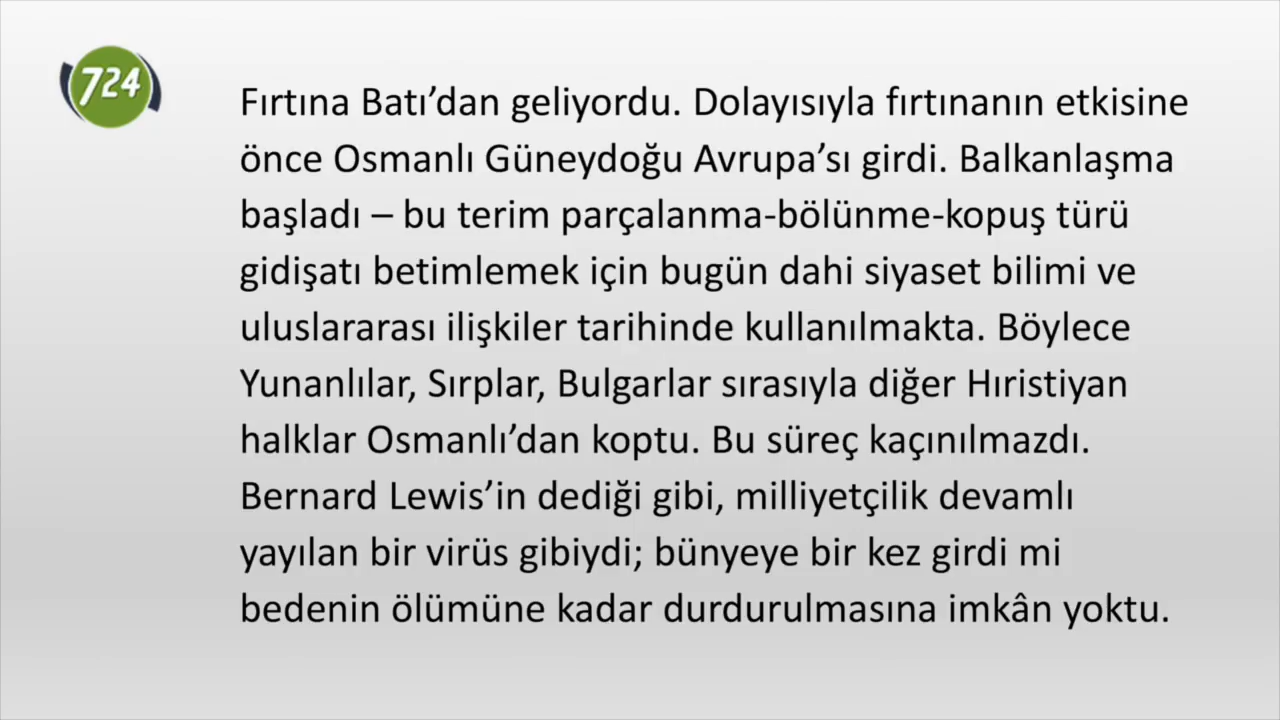 724
Fırtına Batı’dan geliyordu. Dolayısıyla fırtınanın etkisine
önce Osmanlı Güneydoğu Avrupa’sı girdi. Balkanlaşma
başladı – bu terim parçalanma-bölünme-kopuş türü
gidişatı betimlemek için bugün dahi siyaset bilimi ve
uluslararası ilişkiler tarihinde kullanılmakta. Böylece
Yunanlılar, Sırplar, Bulgarlar sırasıyla diğer Hıristiyan
halklar Osmanlı’dan koptu. Bu süreç kaçınılmazdı.
Bernard Lewis’in dediği gibi, milliyetçilik devamlı
yayılan bir virüs gibiydi; bünyeye bir kez girdi mi
bedenin ölümüne kadar durdurulmasına imkân yoktu.